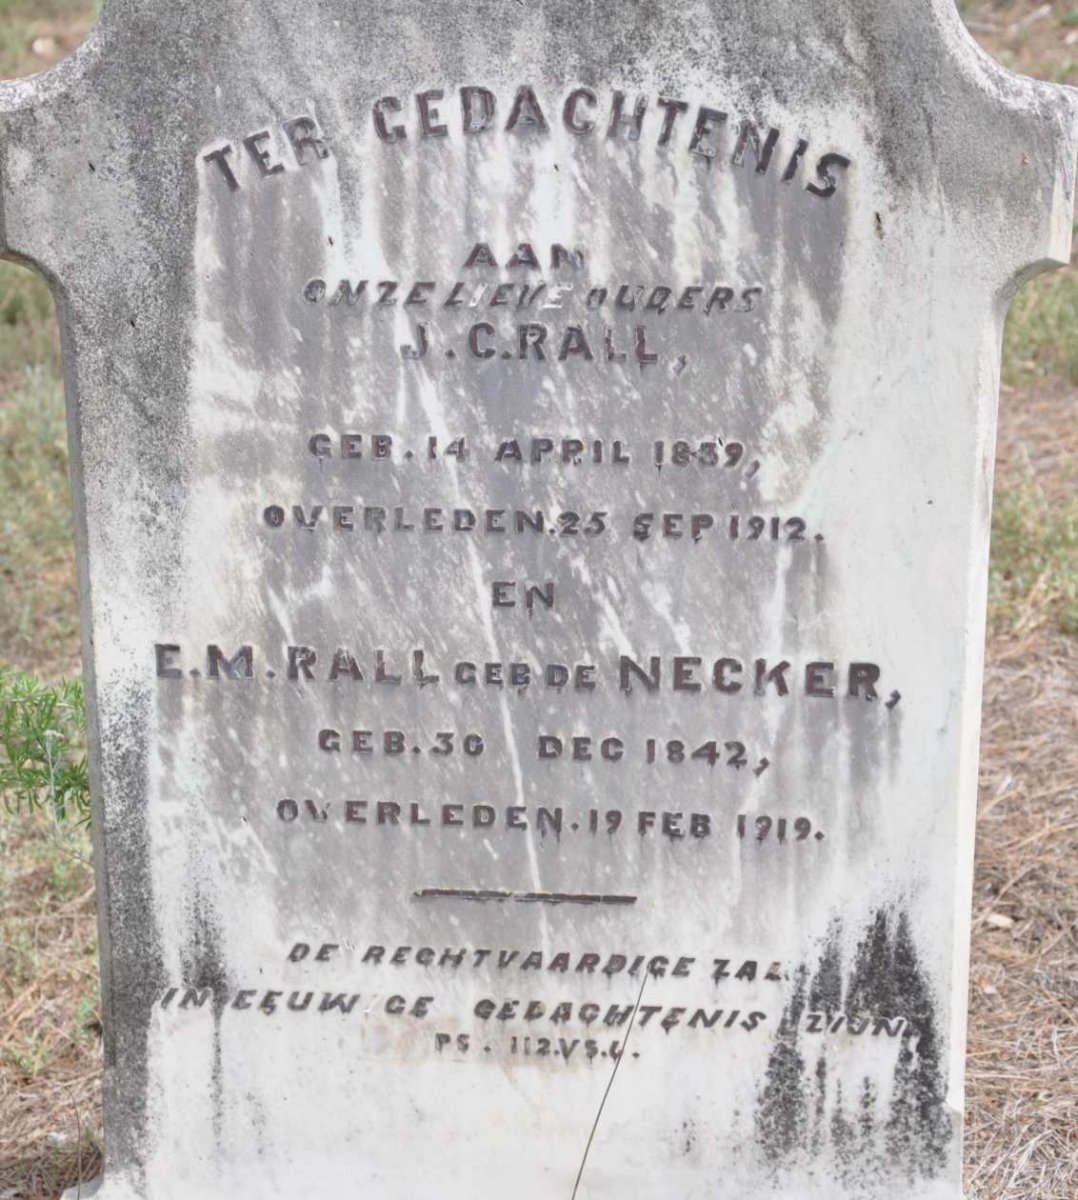 TER GEDACHTENIS
AAN
ONZE LIEVE OUDERS
J.C.RALL,
GEB. 14 APRIL 1839,
OVERLEDEN.25 SEP 1912.
EN
E.M.RALL GEB DE NECKER,
GEB.30 DEC 1842,
OVERLEDEN.19 FEB 1919.
DE RECHTVAARDIGE ZAL
IN EEUWIGE GEDACHTENIS ZIJN.
PS. 112.VS.6.